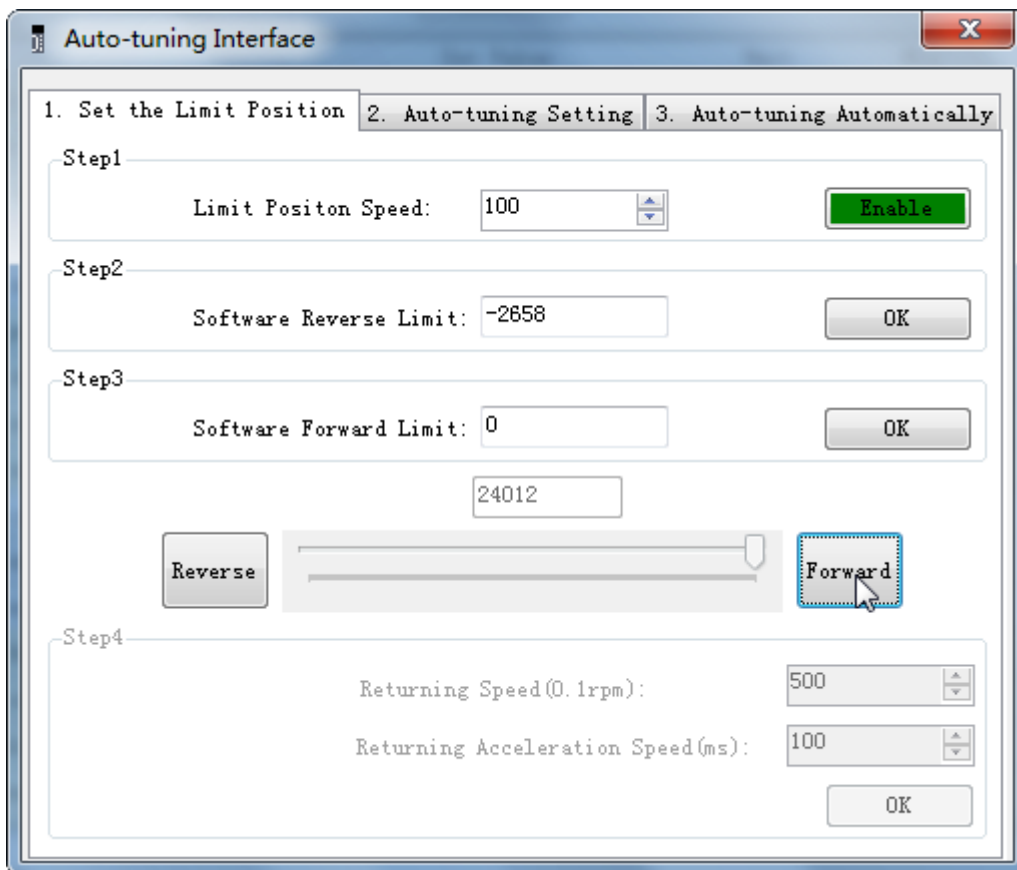 Auto-tuning Interface
1. Set the Limit Position 2. Auto-tuning Setting 3. Auto-tuning Automatically
Step1
Limit Positon Speed: 100 Enable
Step2
Software Reverse Limit: -2658 OK
Step3
Software Forward Limit: 0 OK
24012
Reverse Forward
Step4
Returning Speed(0.1rpm): 500
Returning Acceleration Speed(ms): 100
OK